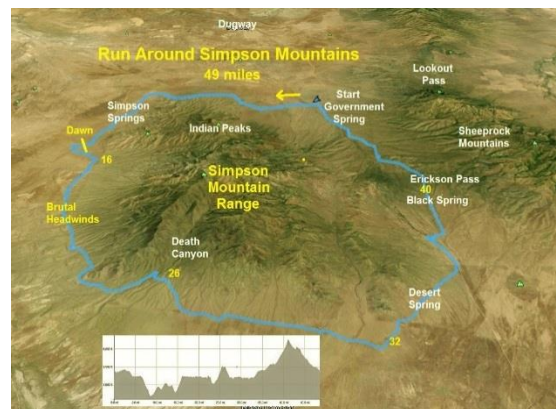 Dugway
Run Around Simpson Mountains
49 miles
Lookout
Pass
Simpson
Springs
Start
Government
Spring
Dawn
Indian Peaks
Sheeprock
Mountains
16
Simpson
Mountain
Range
Erickson Pass
40
Black Spring
Brutal
Headwinds
Death
Canyon
26
Desert
Spring
32